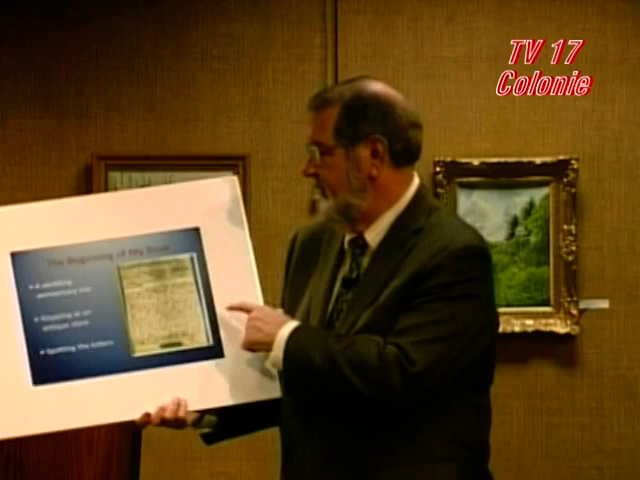 TV 17
Colonie
The Beginning of My Book
A wedding
anniversary trip
Stopping at an
antique store
Spotting the letters